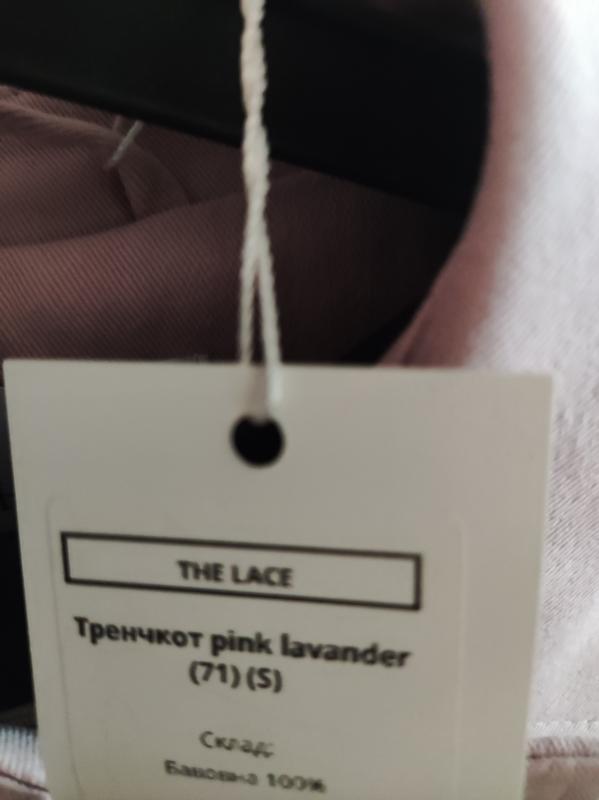 THE LACE
Тренчкот pink lavander
(71) (S)
Склад:
Бавовна 100%